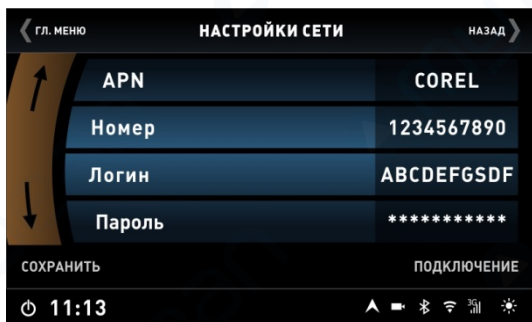 ГЛ. МЕНЮ НАСТРОЙКИ СЕТИ НАЗАД
APN COREL
Номер 1234567890
Логин ABCDEFGSDF
Пароль ***********
СОХРАНИТЬ ПОДКЛЮЧЕНИЕ
11:13 3G